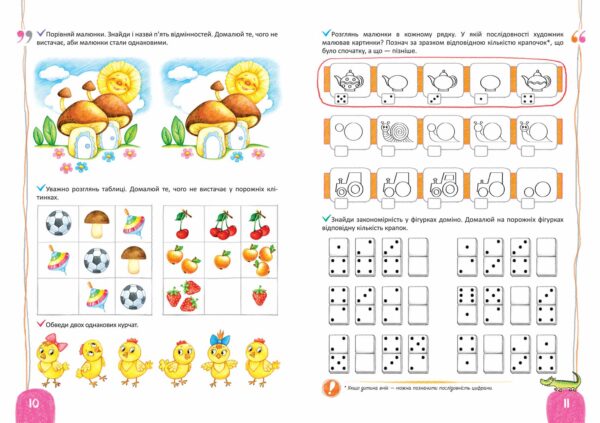 Порівняй малюнки. Знайди і назви п'ять відмінностей. Домалюй те, чого не
вистачає, аби малюнки стали однаковими.
Уважно розглянь таблиці. Домалюй те, чого не вистачає у порожніх клі-
тинках.
Обведи двох однакових курчат.
10
Розглянь малюнки в кожному рядку. У якій послідовності художник
малював картинки? Познач за зразком відповідною кількістю крапочок*, що
було спочатку, а що — пізніше.
Знайди закономірність у фігурках доміно. Домалюй на порожніх фігурках
відповідну кількість крапок.
* Якщо дитина вміє — можна позначити послідовність цифрами.
11